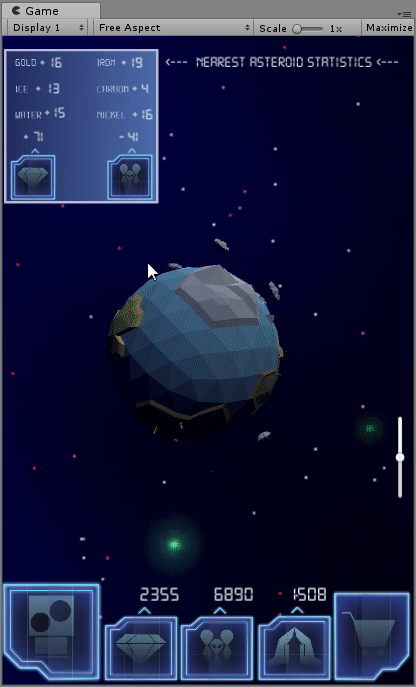 Game
Display 1 Free Aspect Scale 1x Maximize
GOLD + 16 IRON + 19 <--- NEAREST ASTEROID STATISTICS <---
ICE + 13 CARBON + 4
WATER + 15 NICKEL + 16
+ 71 - 41
2355 6890 1508